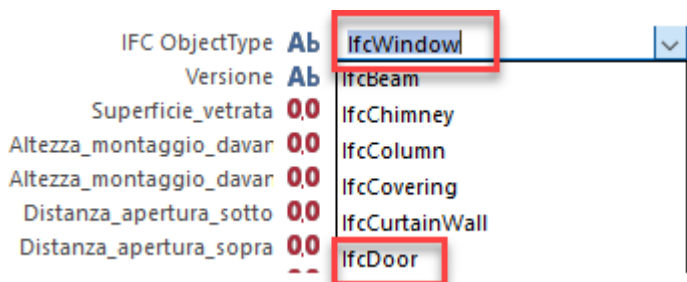 IFC ObjectType Ab IfcWindow
Versione Ab IfcBeam
Superficie_vetrata 0,0 IfcChimney
Altezza_montaggio_davar 0,0 IfcColumn
Altezza_montaggio_davar 0,0 IfcCovering
Distanza_apertura_sotto 0,0 IfcCurtainWall
Distanza_apertura_sopra 0,0 IfcDoor